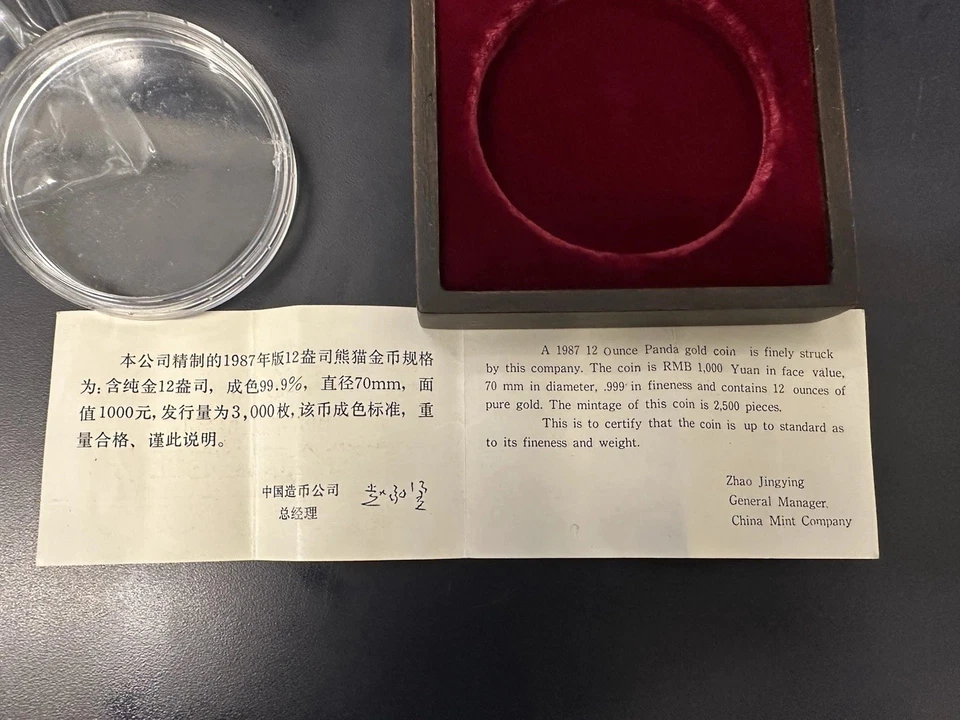 本公司精制的1987年版12盎司熊猫金币规格
为:含纯金12盎司，成色99.9%，直径70mm，面
值1000元,发行量为3,000枚,该币成色标准，重
量合格、谨此说明。
中国造币公司
总经理
A 1987 12 Ounce Panda gold coin is finely struck
by this company. The coin is RMB 1,000 Yuan in face value,
70 mm in diameter, .999 in fineness and contains 12 ounces of
pure gold. The mintage of this coin is 2,500 pieces.
This is to certify that the coin is up to standard as
to its fineness and weight.
Zhao Jingying
General Manager.
China Mint Company